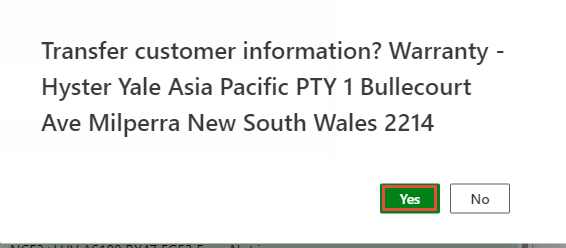 Transfer customer information? Warranty -
Hyster Yale Asia Pacific PTY 1 Bullecourt
Ave Milperra New South Wales 2214
Yes No